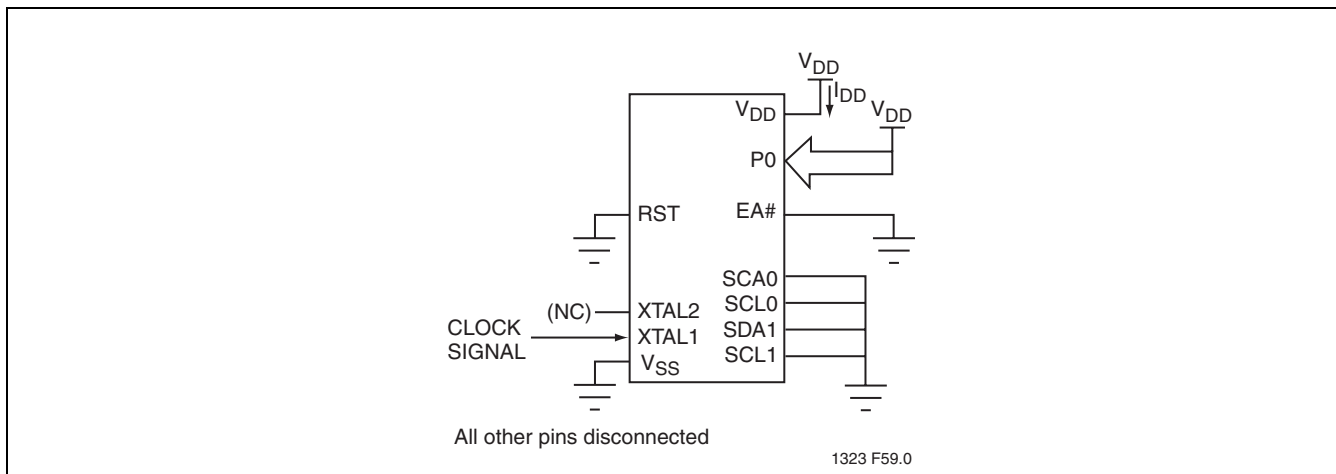 VDD
IDD
VDD
VDD
P0
RST
EA#
SCA0
(NC)
XTAL2
SCL0
CLOCK
SIGNAL
XTAL1
SDA1
VSS
SCL1
All other pins disconnected
1323 F59.0